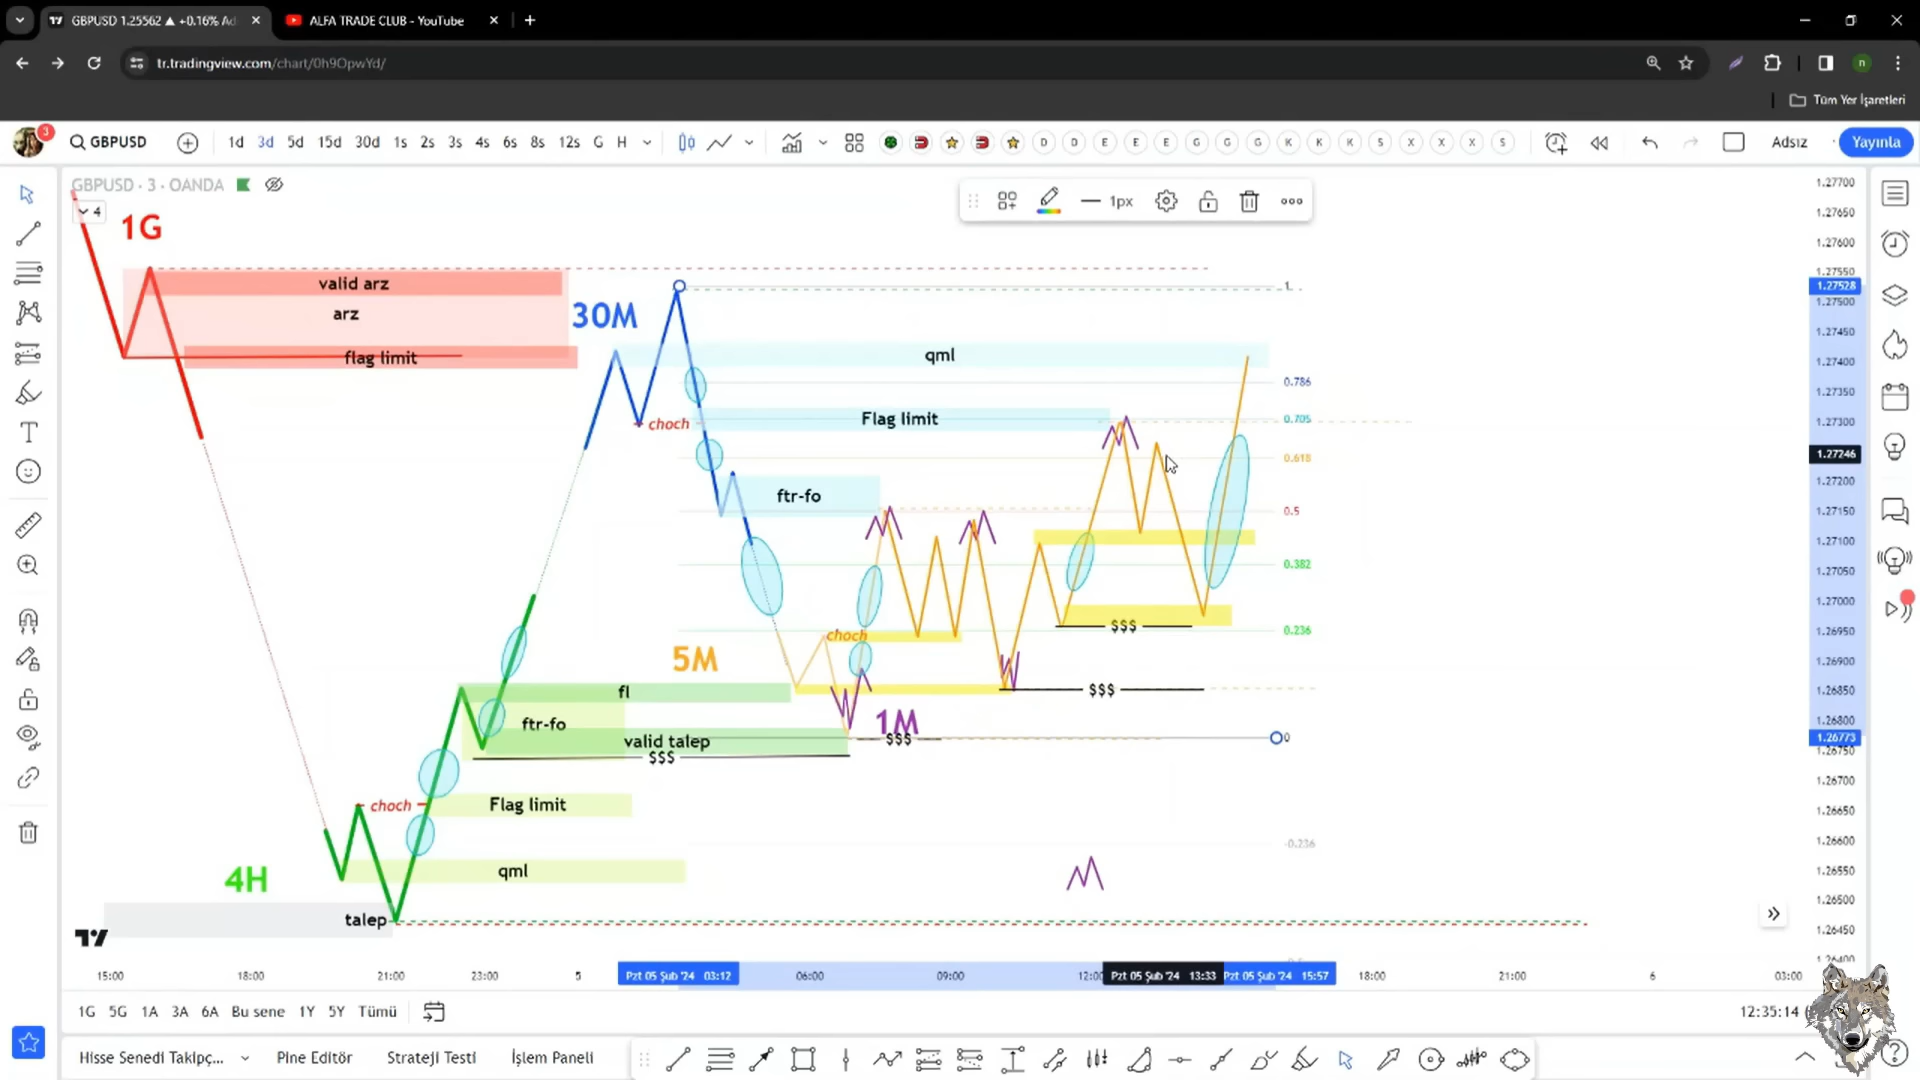 GBPUSD 1.25562 ▲ +0.16% Ad
ALFA TRADE CLUB - YouTube
tr.tradingview.com/chart/0h9OpwYd/
n
Tüm Yer İşaretleri
3
GBPUSD
1d 3d 5d 15d 30d 1s 2s 3s 4s 6s 8s 12s G H
D D E E E G G G K K K S X X X S
Adsız
Yayınla
GBPUSD · 3 · OANDA
4
1px
1G
valid arz
arz
flag limit
30M
1
qml
0.786
choch
Flag limit
0.705
0.618
ftr-fo
0.5
0.382
choch
$$$
0.236
5M
fl
$$$
ftr-fo
1M
valid talep
$$$
0
$$$
choch
Flag limit
-0.236
4H
qml
talep
1.27700
1.27650
1.27600
1.27550
1.27528
1.27500
1.27450
1.27400
1.27350
1.27300
1.27246
1.27200
1.27150
1.27100
1.27050
1.27000
1.26950
1.26900
1.26850
1.26800
1.26773
1.26750
1.26700
1.26650
1.26600
1.26550
1.26500
1.26450
1.26400
15:00 18:00 21:00 23:00 5 Pzt 05 Şub '24 03:12 06:00 09:00 12:00 Pzt 05 Şub '24 13:33 Pzt 05 Şub '24 15:57 18:00 21:00 6 03:00
1G 5G 1A 3A 6A Bu sene 1Y 5Y Tümü
12:35:14
Hisse Senedi Takipç... Pine Editör Strateji Testi İşlem Paneli